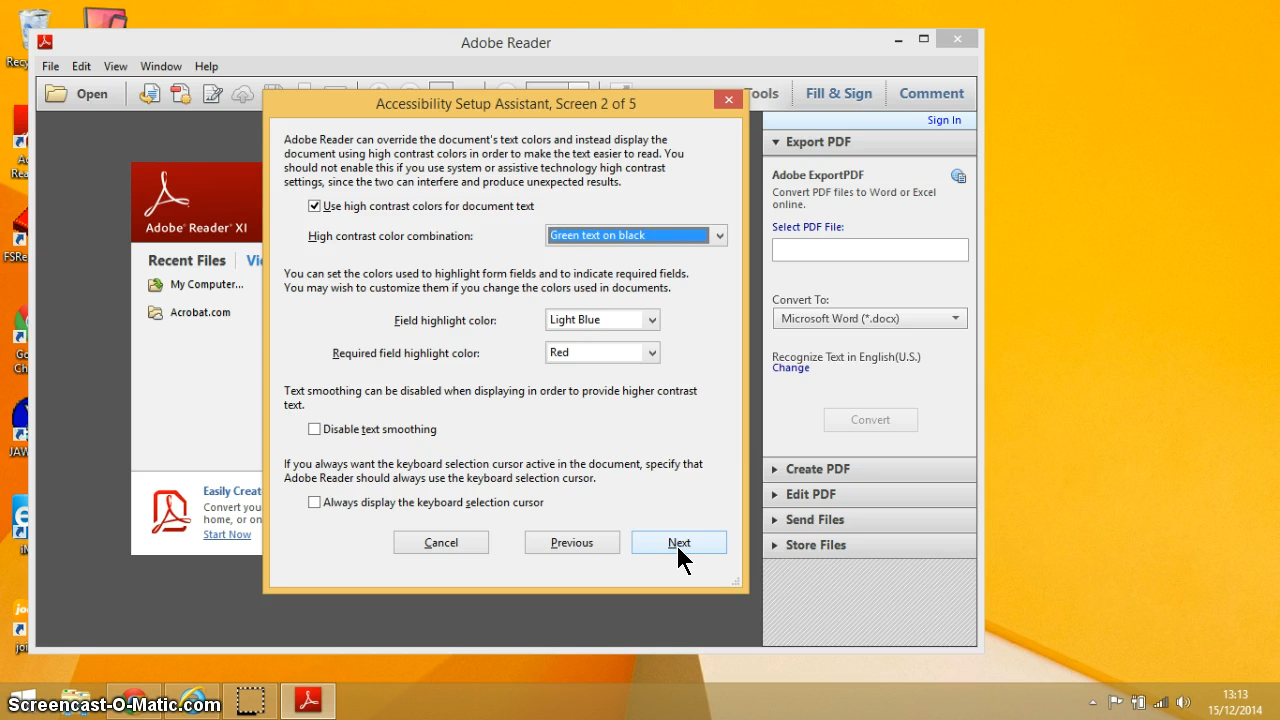 Adobe Reader
File Edit View Window Help
Open
Tools
Fill & Sign
Comment
Sign In
Accessibility Setup Assistant, Screen 2 of 5
Adobe Reader can override the document's text colors and instead display the
document using high contrast colors in order to make the text easier to read. You
should not enable this if you use system or assistive technology high contrast
settings, since the two can interfere and produce unexpected results.
Use high contrast colors for document text
High contrast color combination:
Green text on black
You can set the colors used to highlight form fields and to indicate required fields.
You may wish to customize them if you change the colors used in documents.
Field highlight color:
Light Blue
Required field highlight color:
Red
Text smoothing can be disabled when displaying in order to provide higher contrast
text.
Disable text smoothing
If you always want the keyboard selection cursor active in the document, specify that
Adobe Reader should always use the keyboard selection cursor.
Always display the keyboard selection cursor
Cancel
Previous
Next
Adobe® Reader® XI
Recent Files
My Computer...
Acrobat.com
Easily Creat
Convert your
home, or on
Start Now
Export PDF
Adobe ExportPDF
Convert PDF files to Word or Excel
online.
Select PDF File:
Convert To:
Microsoft Word (*.docx)
Recognize Text in English(U.S.)
Change
Convert
Create PDF
Edit PDF
Send Files
Store Files
Screencast-O-Matic.com
13:13
15/12/2014